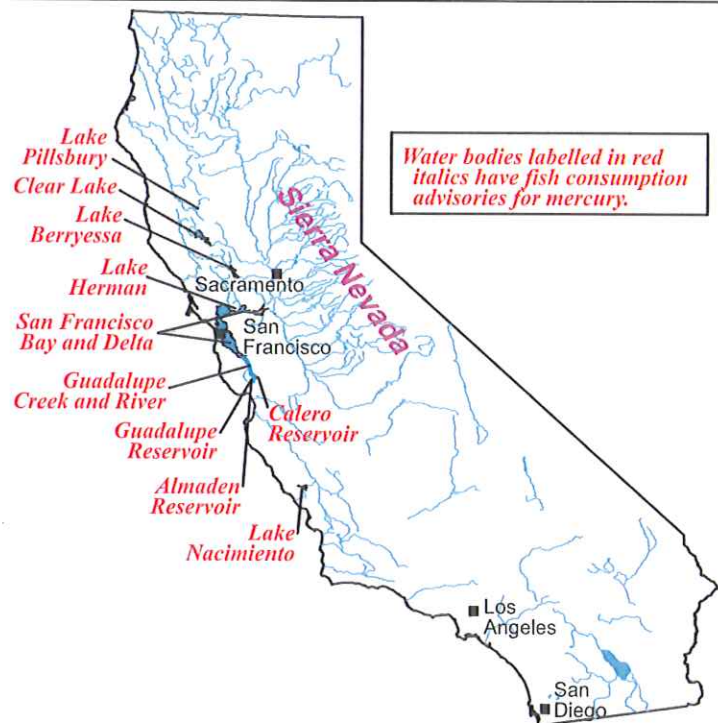 Lake
Pillsbury
Clear Lake
Lake
Berryessa
Lake
Herman
San Francisco
Bay and Delta
Guadalupe
Creek and River
Guadalupe
Reservoir
Almaden
Reservoir
Lake
Nacimiento
Calero
Reservoir
Water bodies labelled in red
italics have fish consumption
advisories for mercury.
Sierra Nevada
Sacramento
San
Francisco
Los
Angeles
San
Diego